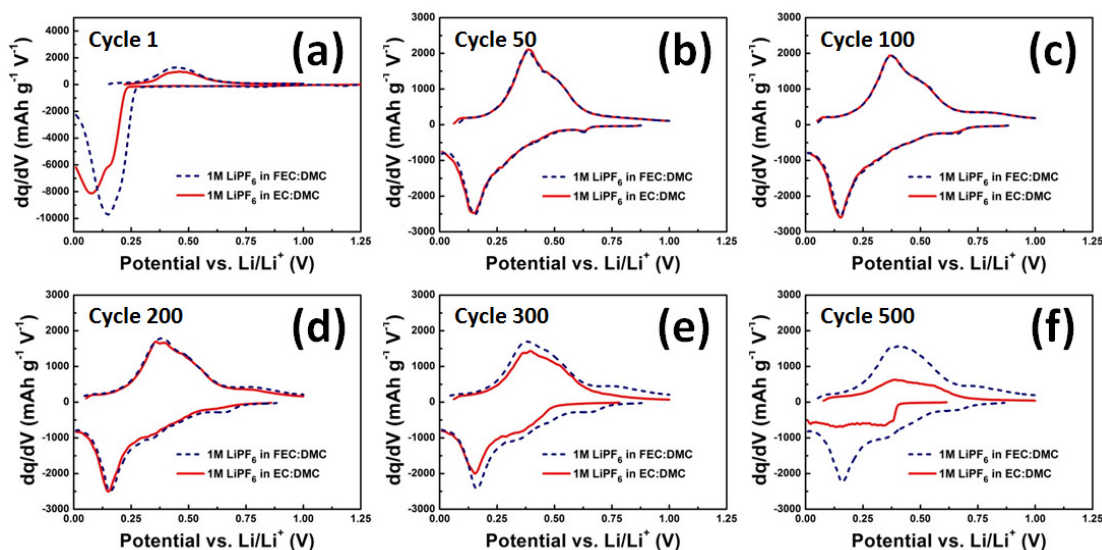 Cycle 1
(a)
dq/dV (mAh g⁻¹ V⁻¹)
2000
0
-2000
-4000
-6000
-8000
-10000
1M LiPF₆ in FEC:DMC
1M LiPF₆ in EC:DMC
0.00 0.25 0.50 0.75 1.00 1.25
Potential vs. Li/Li⁺ (V)
Cycle 50
(b)
dq/dV (mAh g⁻¹ V⁻¹)
3000
2000
1000
0
-1000
-2000
-3000
1M LiPF₆ in FEC:DMC
1M LiPF₆ in EC:DMC
0.00 0.25 0.50 0.75 1.00 1.25
Potential vs. Li/Li⁺ (V)
Cycle 100
(c)
dq/dV (mAh g⁻¹ V⁻¹)
3000
2000
1000
0
-1000
-2000
-3000
1M LiPF₆ in FEC:DMC
1M LiPF₆ in EC:DMC
0.00 0.25 0.50 0.75 1.00 1.25
Potential vs. Li/Li⁺ (V)
Cycle 200
(d)
dq/dV (mAh g⁻¹ V⁻¹)
3000
2000
1000
0
-1000
-2000
-3000
1M LiPF₆ in FEC:DMC
1M LiPF₆ in EC:DMC
0.00 0.25 0.50 0.75 1.00 1.25
Potential vs. Li/Li⁺ (V)
Cycle 300
(e)
dq/dV (mAh g⁻¹ V⁻¹)
3000
2000
1000
0
-1000
-2000
-3000
1M LiPF₆ in FEC:DMC
1M LiPF₆ in EC:DMC
0.00 0.25 0.50 0.75 1.00 1.25
Potential vs. Li/Li⁺ (V)
Cycle 500
(f)
dq/dV (mAh g⁻¹ V⁻¹)
3000
2000
1000
0
-1000
-2000
-3000
1M LiPF₆ in FEC:DMC
1M LiPF₆ in EC:DMC
0.00 0.25 0.50 0.75 1.00 1.25
Potential vs. Li/Li⁺ (V)